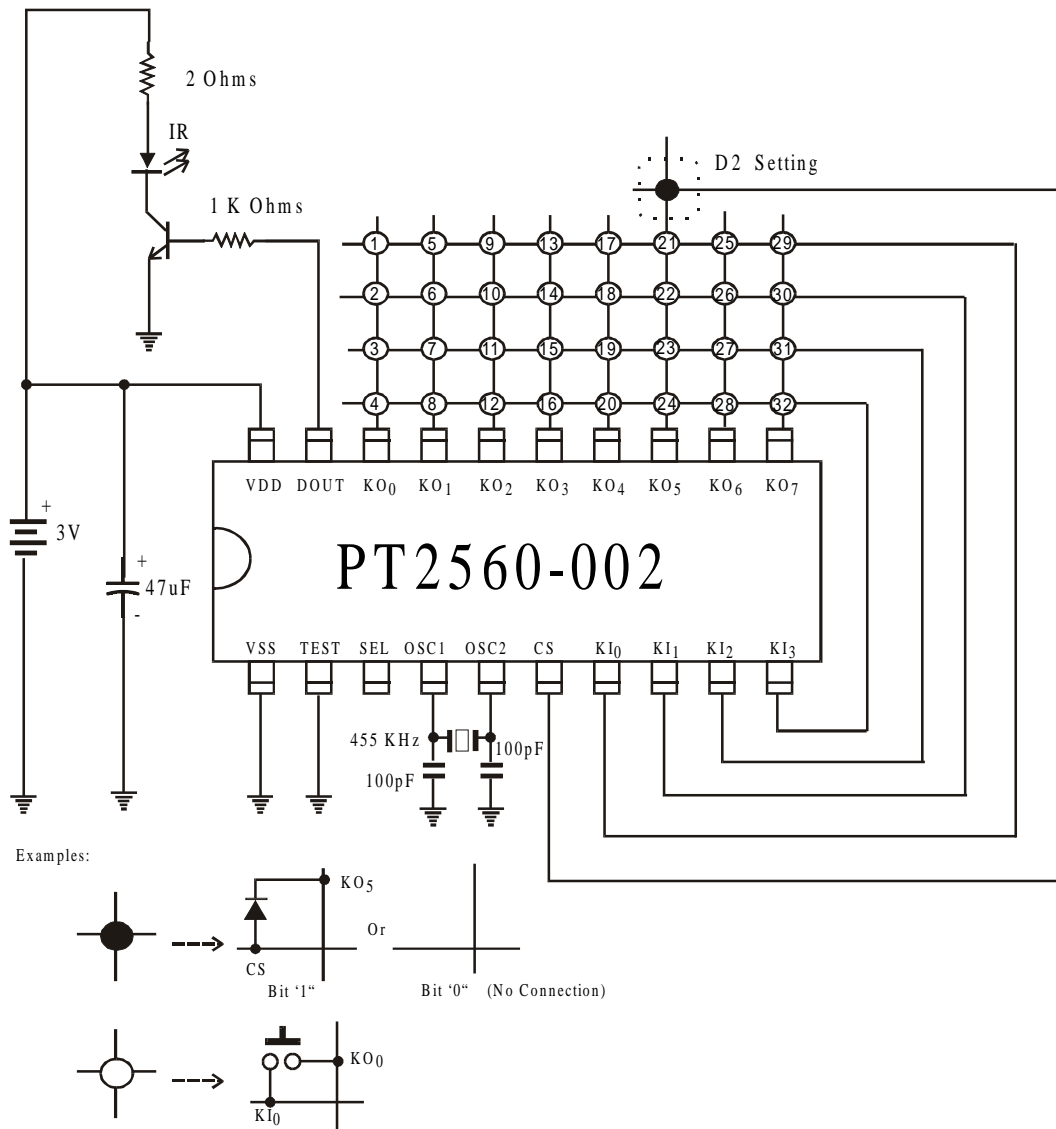 2 Ohms
IR
D2 Setting
1 K Ohms
1 5 9 13 17 21 25 29
2 6 10 14 18 22 26 30
3 7 11 15 19 23 27 31
4 8 12 16 20 24 28 32
VDD DOUT KO0 KO1 KO2 KO3 KO4 KO5 KO6 KO7
+
3V
PT2560-002
+
47uF
-
VSS TEST SEL OSC1 OSC2 CS KI0 KI1 KI2 KI3
455 KHz
100pF
100pF
Examples:
KO5
Or
CS
Bit ‘1“
Bit ‘0“ (No Connection)
KO0
KI0